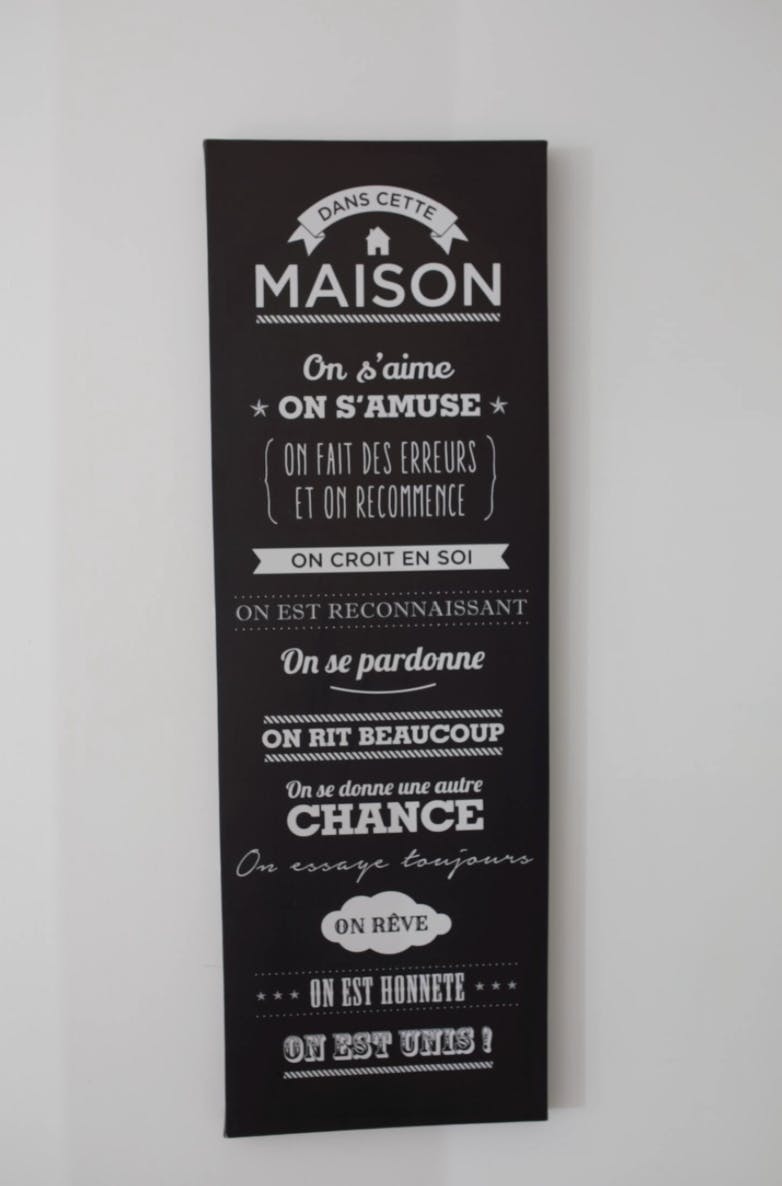 DANS CETTE
MAISON
On s'aime
ON S'AMUSE
ON FAIT DES ERREURS
ET ON RECOMMENCE
ON CROIT EN SOI
ON EST RECONNAISSANT
On se pardonne
ON RIT BEAUCOUP
On se donne une autre
CHANCE
On essaye toujours
ON RÊVE
ON EST HONNETE
ON EST UNIS !